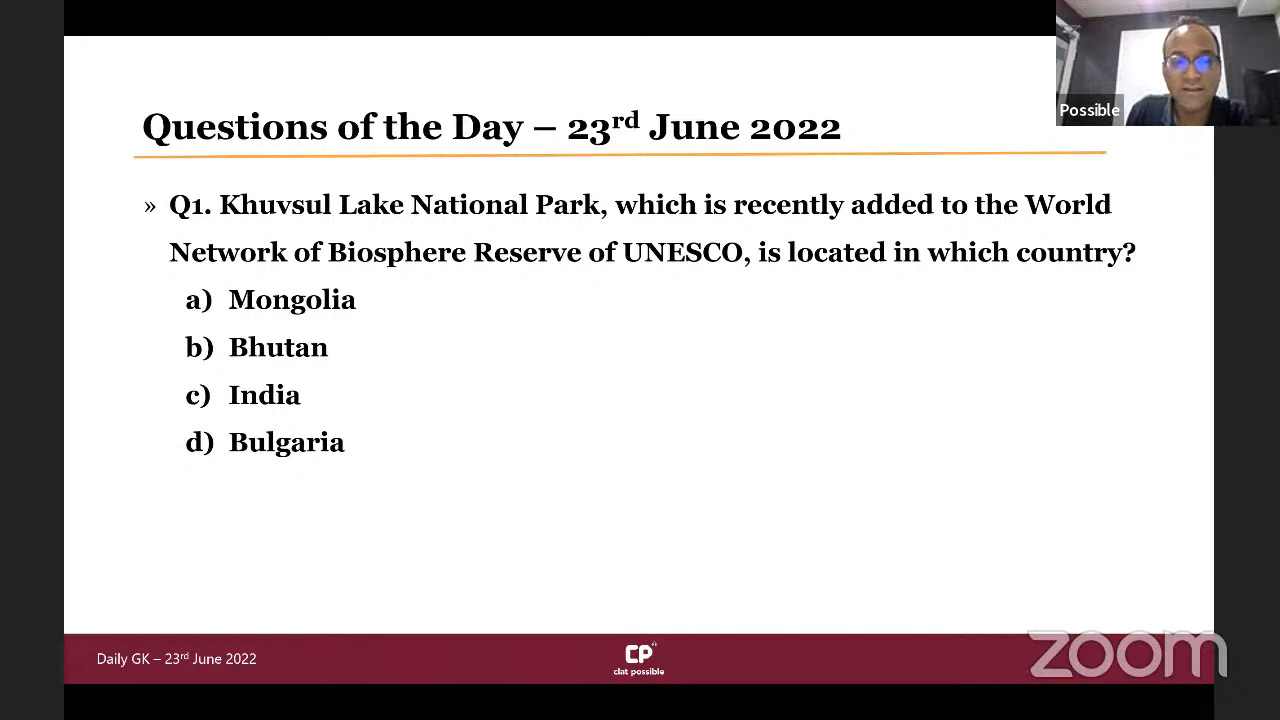 Possible
Questions of the Day – 23rd June 2022
» Q1. Khuvsul Lake National Park, which is recently added to the World
Network of Biosphere Reserve of UNESCO, is located in which country?
a) Mongolia
b) Bhutan
c) India
d) Bulgaria
Daily GK – 23rd June 2022
CP
clat possible
zoom